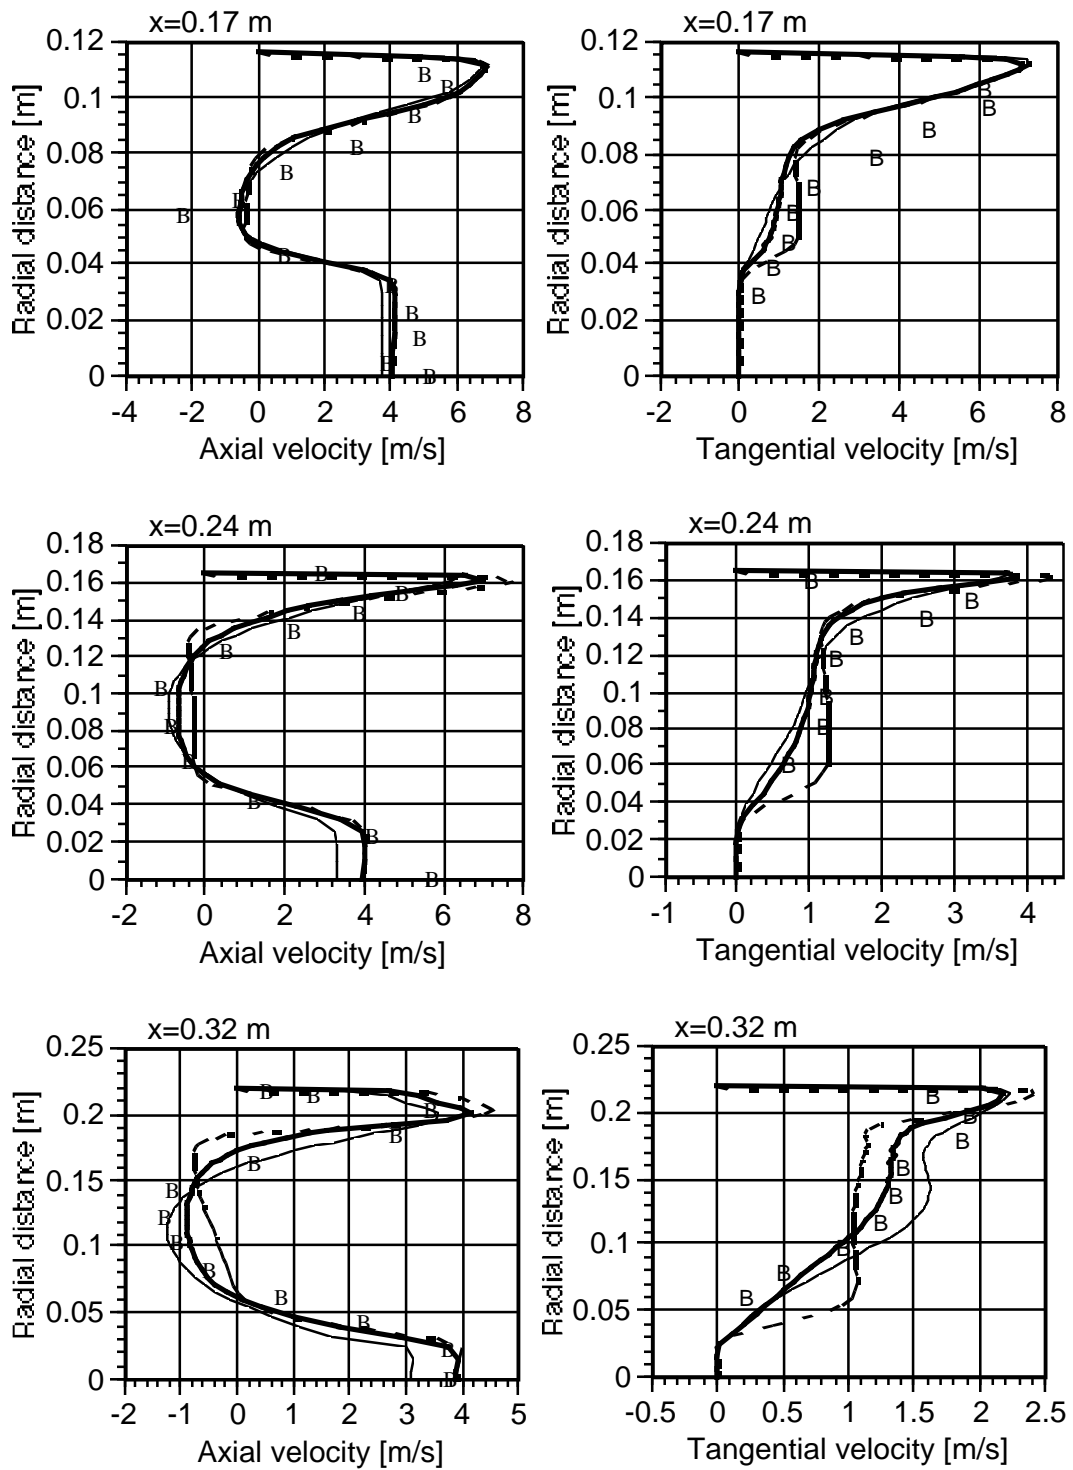 x=0.17 m
0.12
0.1
0.08
0.06
0.04
0.02
0
Radial distance [m]
-4 -2 0 2 4 6 8
Axial velocity [m/s]
B B B B B B B B B B B B B B
x=0.17 m
0.12
0.1
0.08
0.06
0.04
0.02
0
Radial distance [m]
-2 0 2 4 6 8
Tangential velocity [m/s]
B B B B B B B B B
x=0.24 m
0.18
0.16
0.14
0.12
0.1
0.08
0.06
0.04
0.02
0
Radial distance [m]
-2 0 2 4 6 8
Axial velocity [m/s]
B B B B B B B B B B B
x=0.24 m
0.18
0.16
0.14
0.12
0.1
0.08
0.06
0.04
0.02
0
Radial distance [m]
-1 0 1 2 3 4
Tangential velocity [m/s]
B B B B B B B B
x=0.32 m
0.25
0.2
0.15
0.1
0.05
0
Radial distance [m]
-2 -1 0 1 2 3 4 5
Axial velocity [m/s]
B B B B B B B B B B B B B
x=0.32 m
0.25
0.2
0.15
0.1
0.05
0
Radial distance [m]
-0.5 0 0.5 1 1.5 2 2.5
Tangential velocity [m/s]
B B B B B B B B B